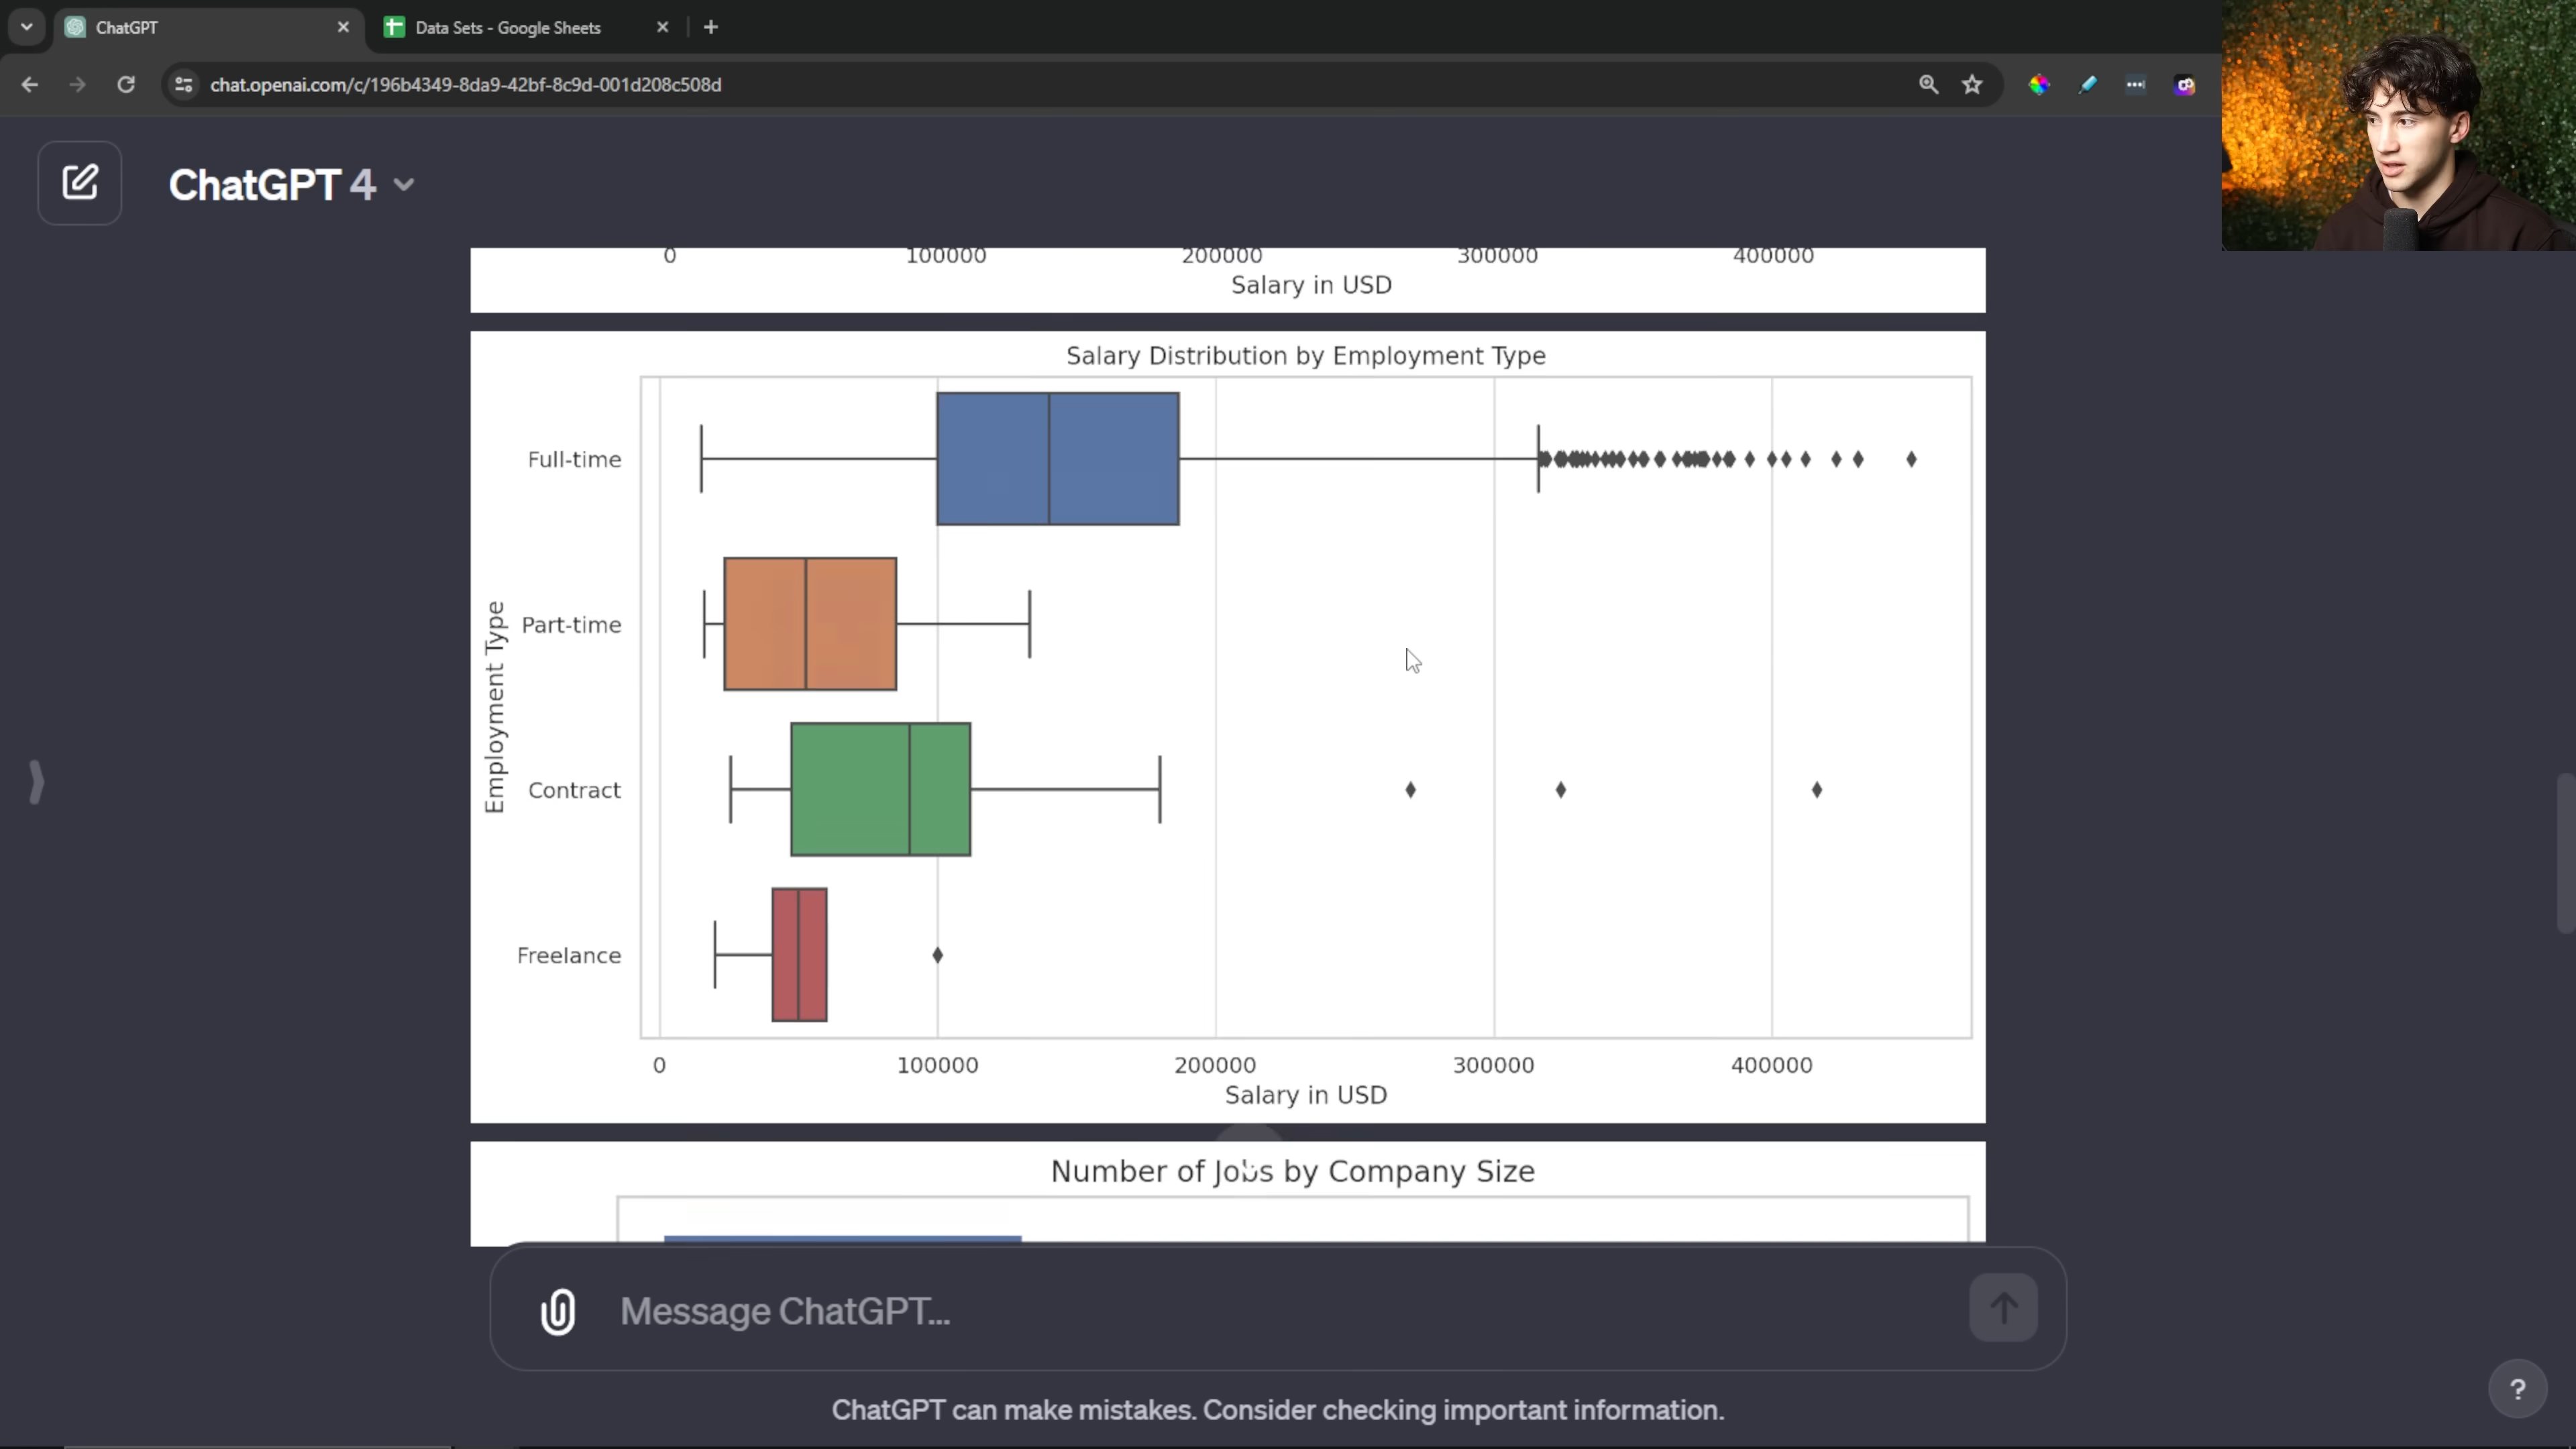 ChatGPT
Data Sets - Google Sheets
chat.openai.com/c/196b4349-8da9-42bf-8c9d-001d208c508d
ChatGPT 4
0 100000 200000 300000 400000
Salary in USD
Salary Distribution by Employment Type
Full-time
Part-time
Contract
Freelance
Employment Type
0 100000 200000 300000 400000
Salary in USD
Number of Jobs by Company Size
Message ChatGPT...
ChatGPT can make mistakes. Consider checking important information.
?